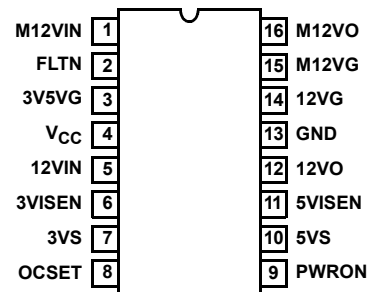 M12VIN 1 16 M12VO
FLTN 2 15 M12VG
3V5VG 3 14 12VG
VCC 4 13 GND
12VIN 5 12 12VO
3VISEN 6 11 5VISEN
3VS 7 10 5VS
OCSET 8 9 PWRON